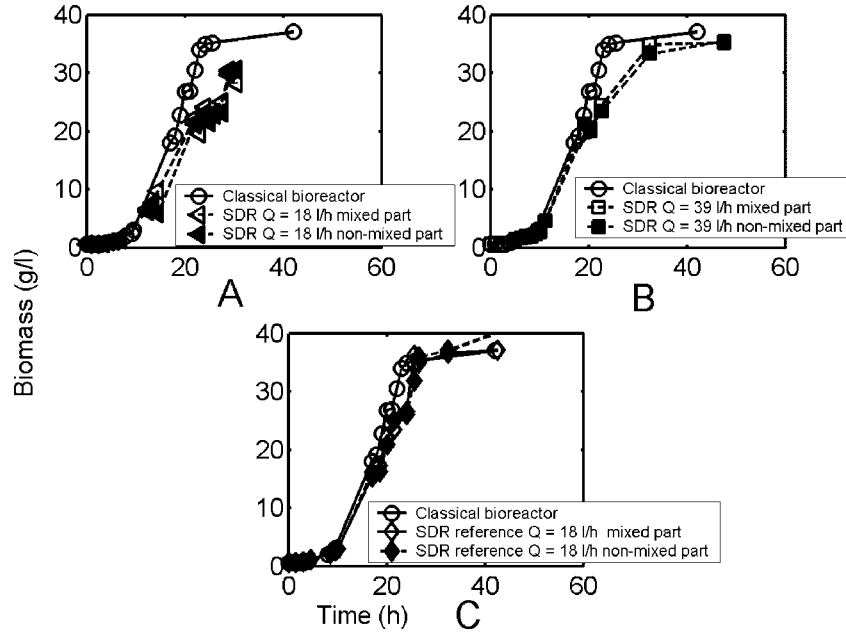 40
30
20
10
0
0 20 40 60
Classical bioreactor
SDR Q = 18 l/h mixed part
SDR Q = 18 l/h non-mixed part
A
40
30
20
10
0
0 20 40 60
Classical bioreactor
SDR Q = 39 l/h mixed part
SDR Q = 39 l/h non-mixed part
B
Biomass (g/l)
40
30
20
10
0
0 20 40 60
Classical bioreactor
SDR reference Q = 18 l/h mixed part
SDR reference Q = 18 l/h non-mixed part
Time (h)
C